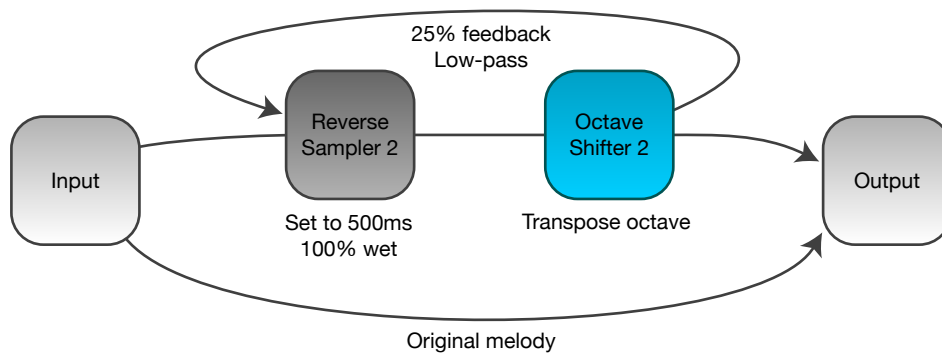 25% feedback
Low-pass
Reverse
Sampler 2
Octave
Shifter 2
Input
Output
Set to 500ms
100% wet
Transpose octave
Original melody